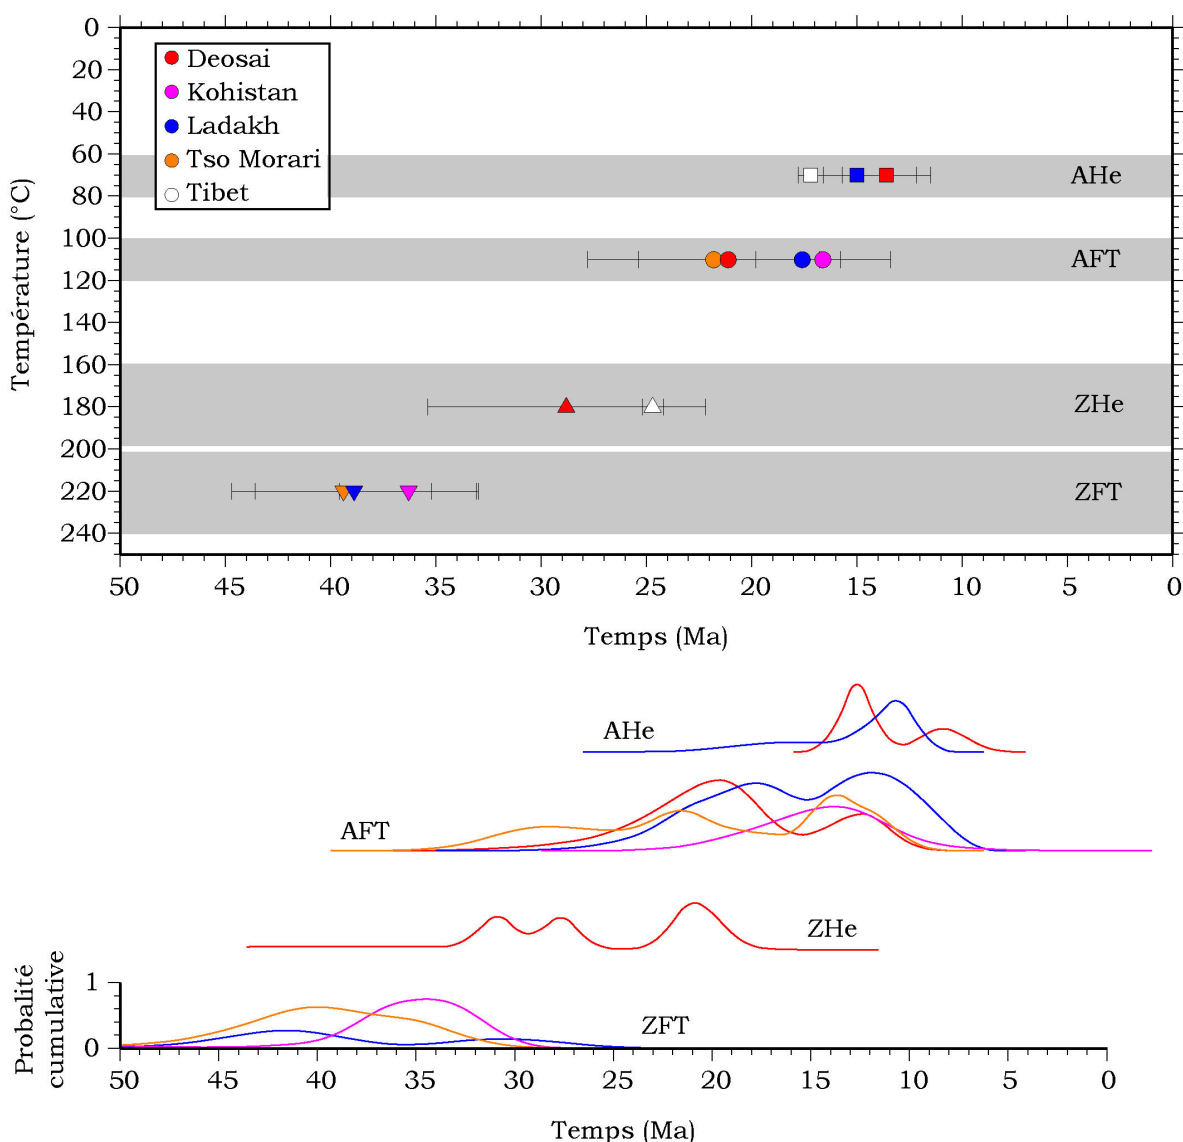 0
20
40
60
80
100
120
140
160
180
200
220
240
Température (°C)
Deosai
Kohistan
Ladakh
Tso Morari
Tibet
AHe
AFT
ZHe
ZFT
50 45 40 35 30 25 20 15 10 5 0
Temps (Ma)
AHe
AFT
ZHe
ZFT
Probalité
cumulative
1
0
50 45 40 35 30 25 20 15 10 5 0
Temps (Ma)